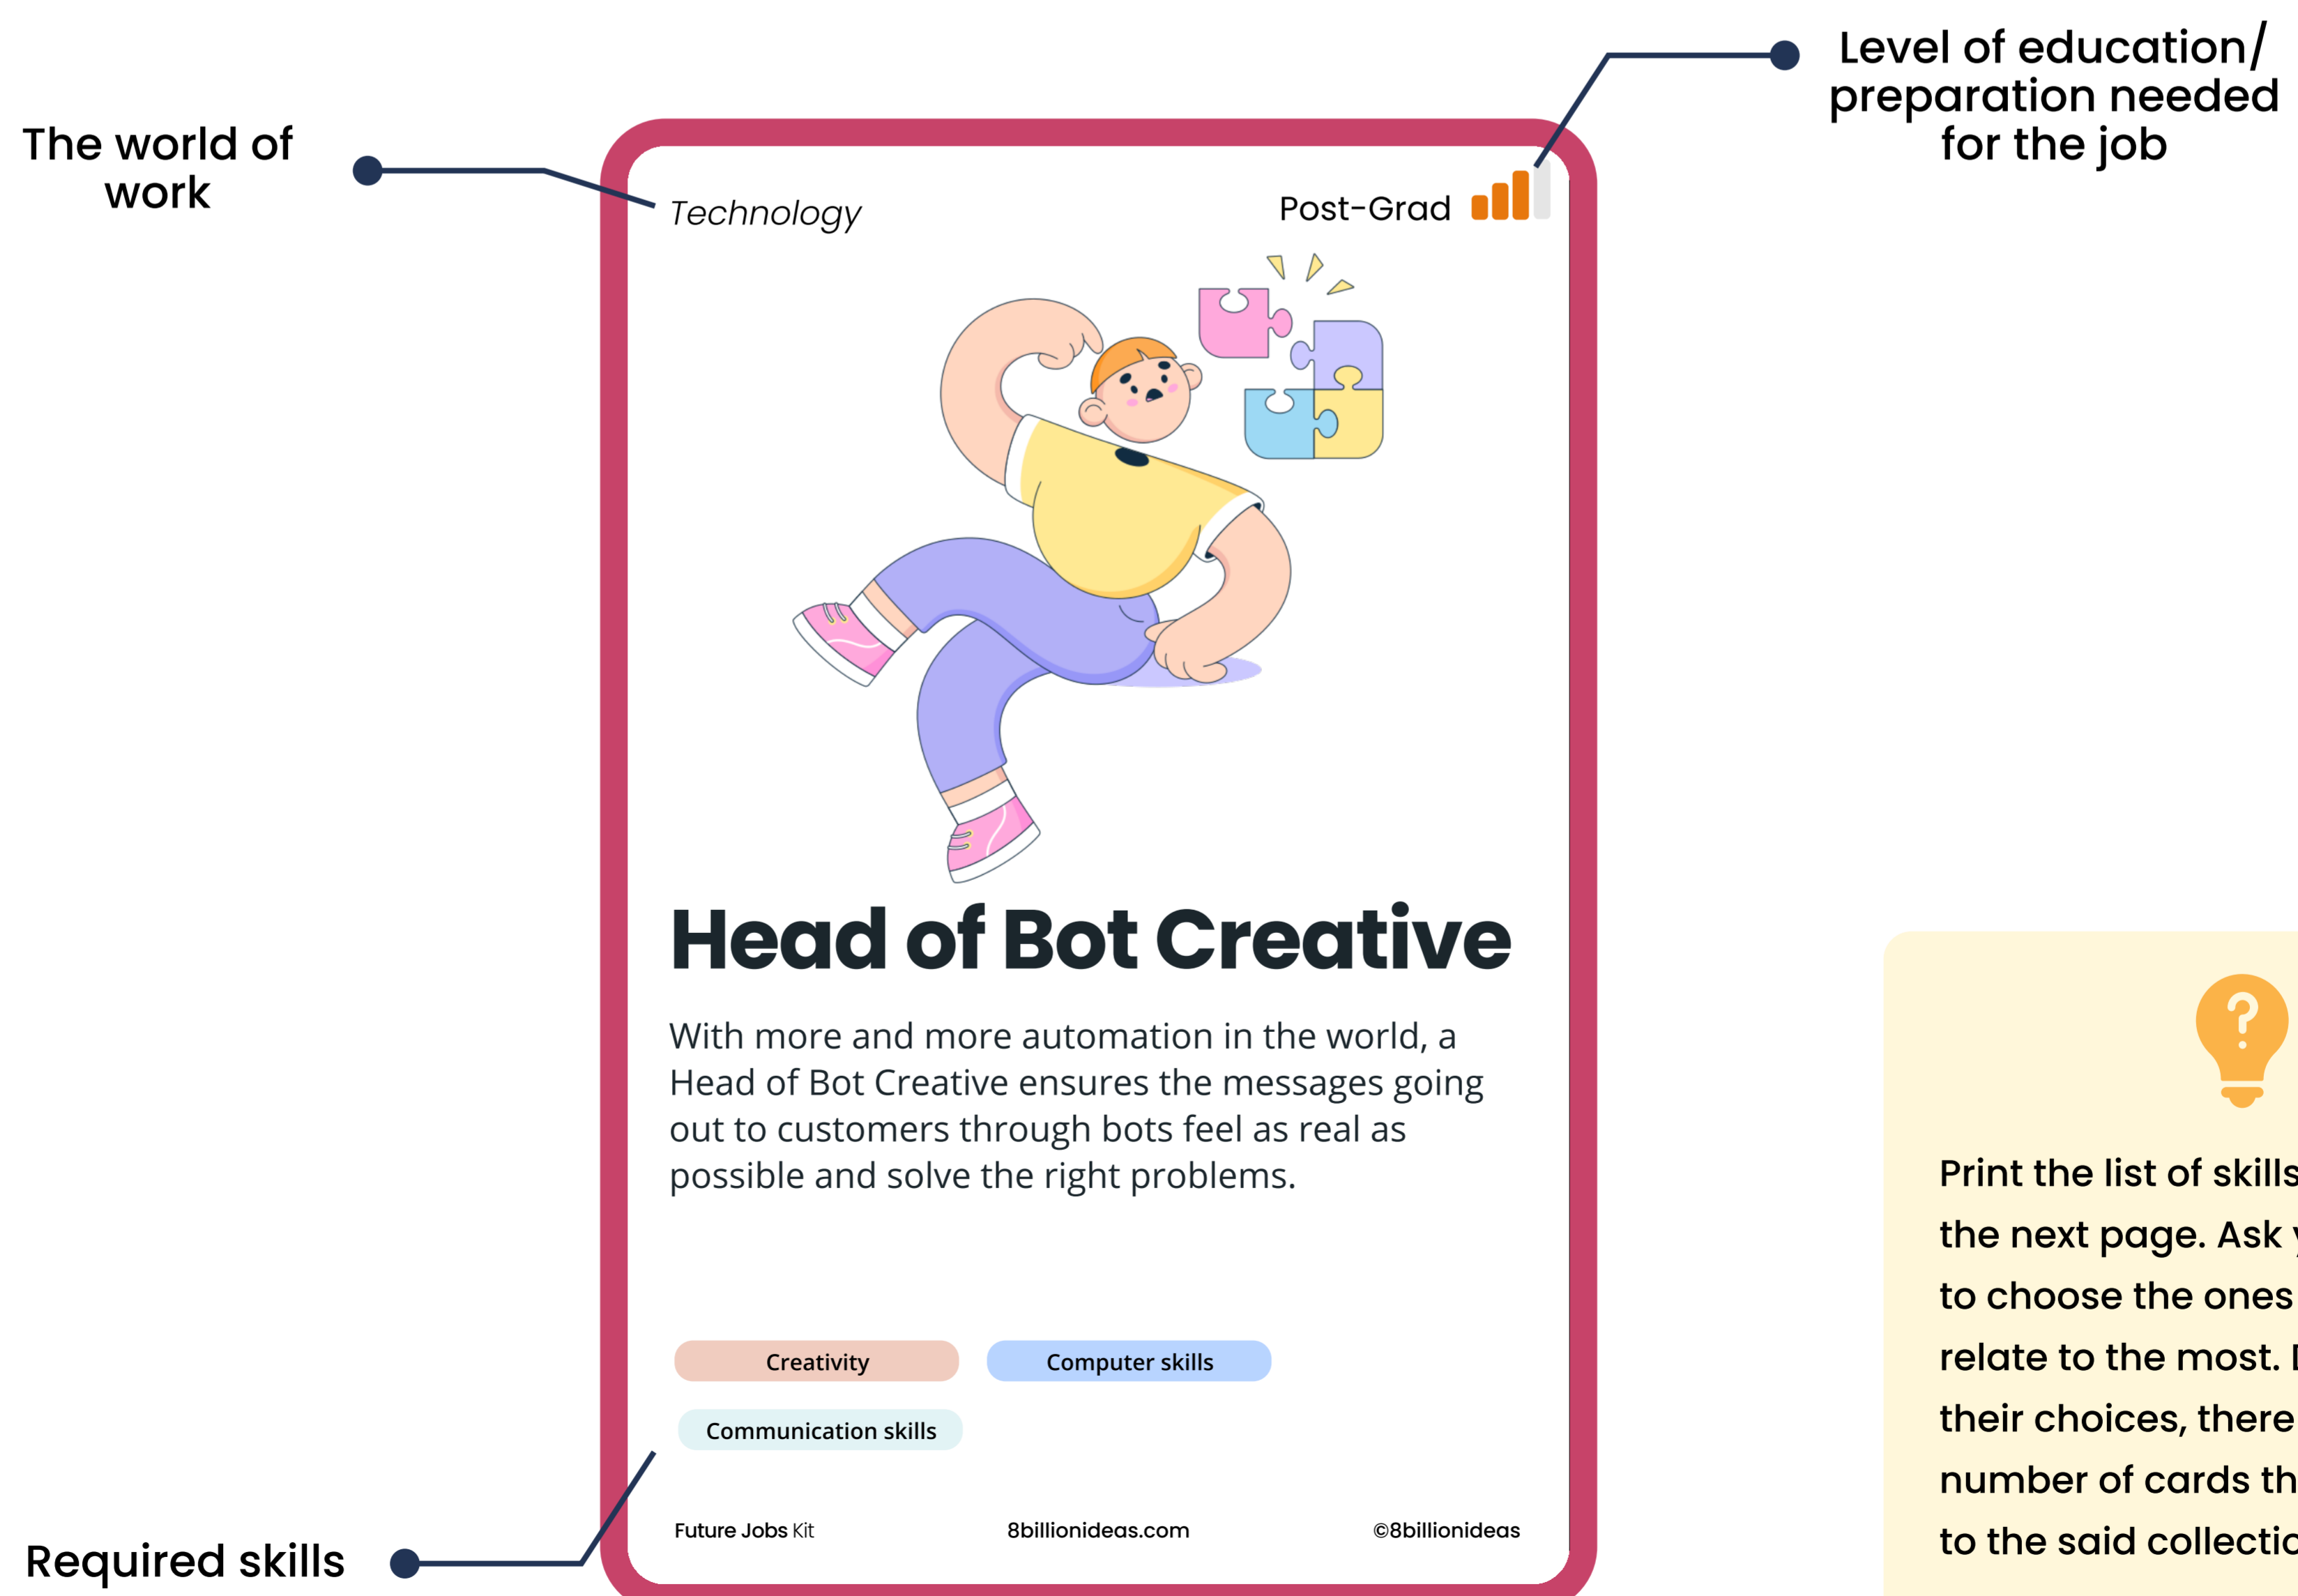 The world of
work
Level of education/
preparation needed
for the job
Technology
Post-Grad
Head of Bot Creative
With more and more automation in the world, a
Head of Bot Creative ensures the messages going
out to customers through bots feel as real as
possible and solve the right problems.
Creativity
Computer skills
Communication skills
Future Jobs Kit
8billionideas.com
©8billionideas
Required skills
?
Print the list of skills
the next page. Ask
to choose the ones
relate to the most.
their choices, there
number of cards
to the said